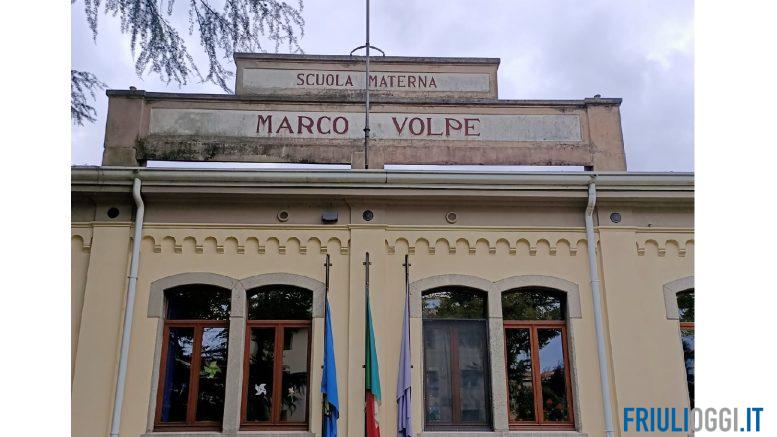 SCUOLA MATERNA
MARCO VOLPE
FRIULIOGGI.IT